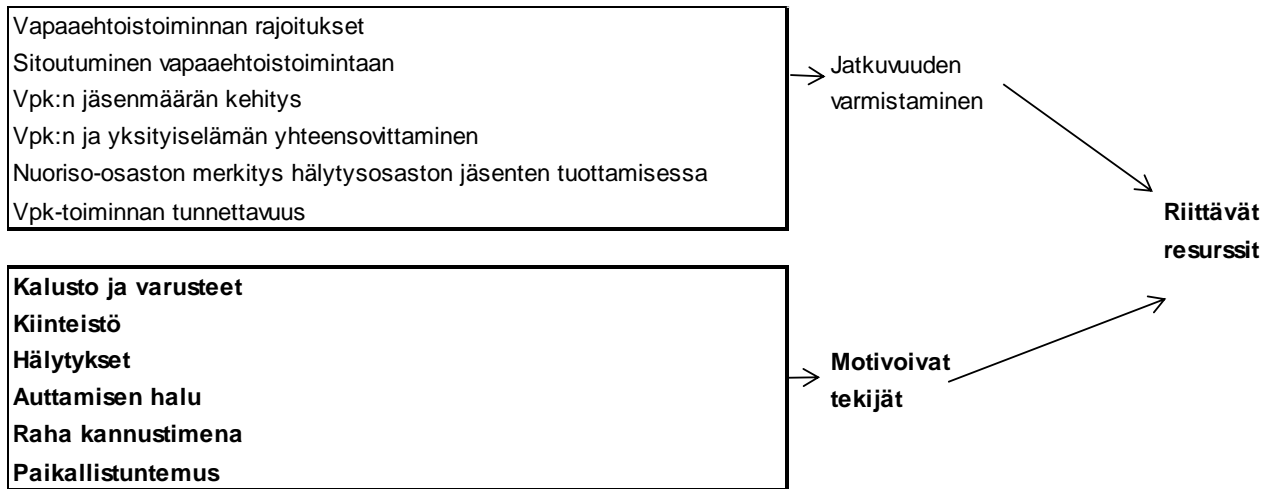 Vapaaehtoistoiminnan rajoitukset
Sitoutuminen vapaaehtoistoimintaan
Vpk:n jäsenmäärän kehitys
Vpk:n ja yksityiselämän yhteensovittaminen
Nuoriso-osaston merkitys hälytysosaston jäsenten tuottamisessa
Vpk-toiminnan tunnettavuus
Jatkuvuuden
varmistaminen
Kalusto ja varusteet
Kiinteistö
Hälytykset
Auttamisen halu
Raha kannustimena
Paikallistuntemus
Motivoivat
tekijät
Riittävät
resurssit